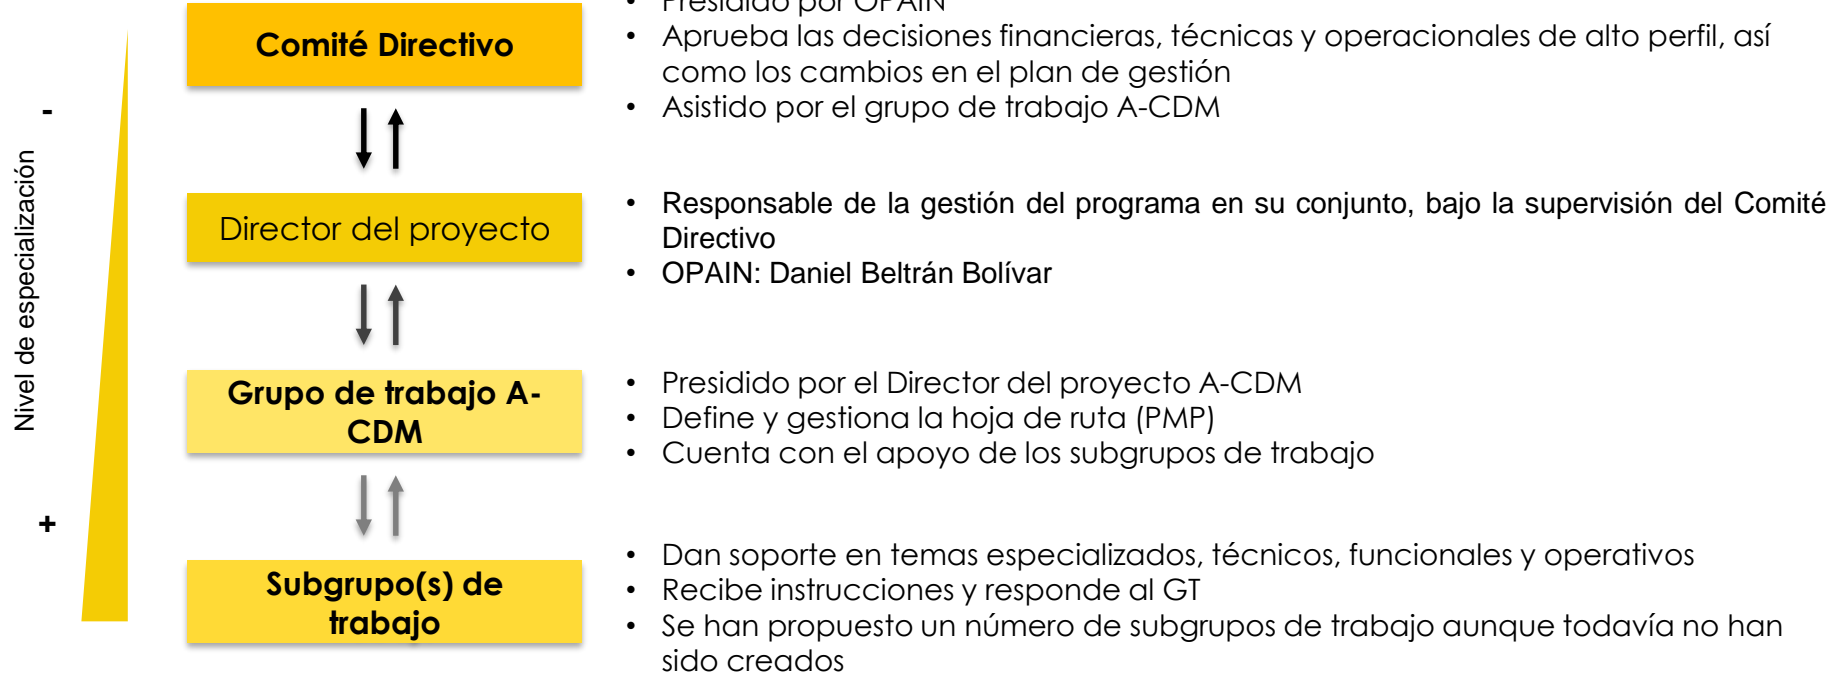 • Presidido por OPAIN
Comité Directivo
• Aprueba las decisiones financieras, técnicas y operacionales de alto perfil, así
como los cambios en el plan de gestión
• Asistido por el grupo de trabajo A-CDM
-
Nivel de especialización
Director del proyecto
• Responsable de la gestión del programa en su conjunto, bajo la supervisión del Comité
Directivo
• OPAIN: Daniel Beltrán Bolívar
Grupo de trabajo A-
CDM
• Presidido por el Director del proyecto A-CDM
• Define y gestiona la hoja de ruta (PMP)
• Cuenta con el apoyo de los subgrupos de trabajo
+
Subgrupo(s) de
trabajo
• Dan soporte en temas especializados, técnicos, funcionales y operativos
• Recibe instrucciones y responde al GT
• Se han propuesto un número de subgrupos de trabajo aunque todavía no han
sido creados